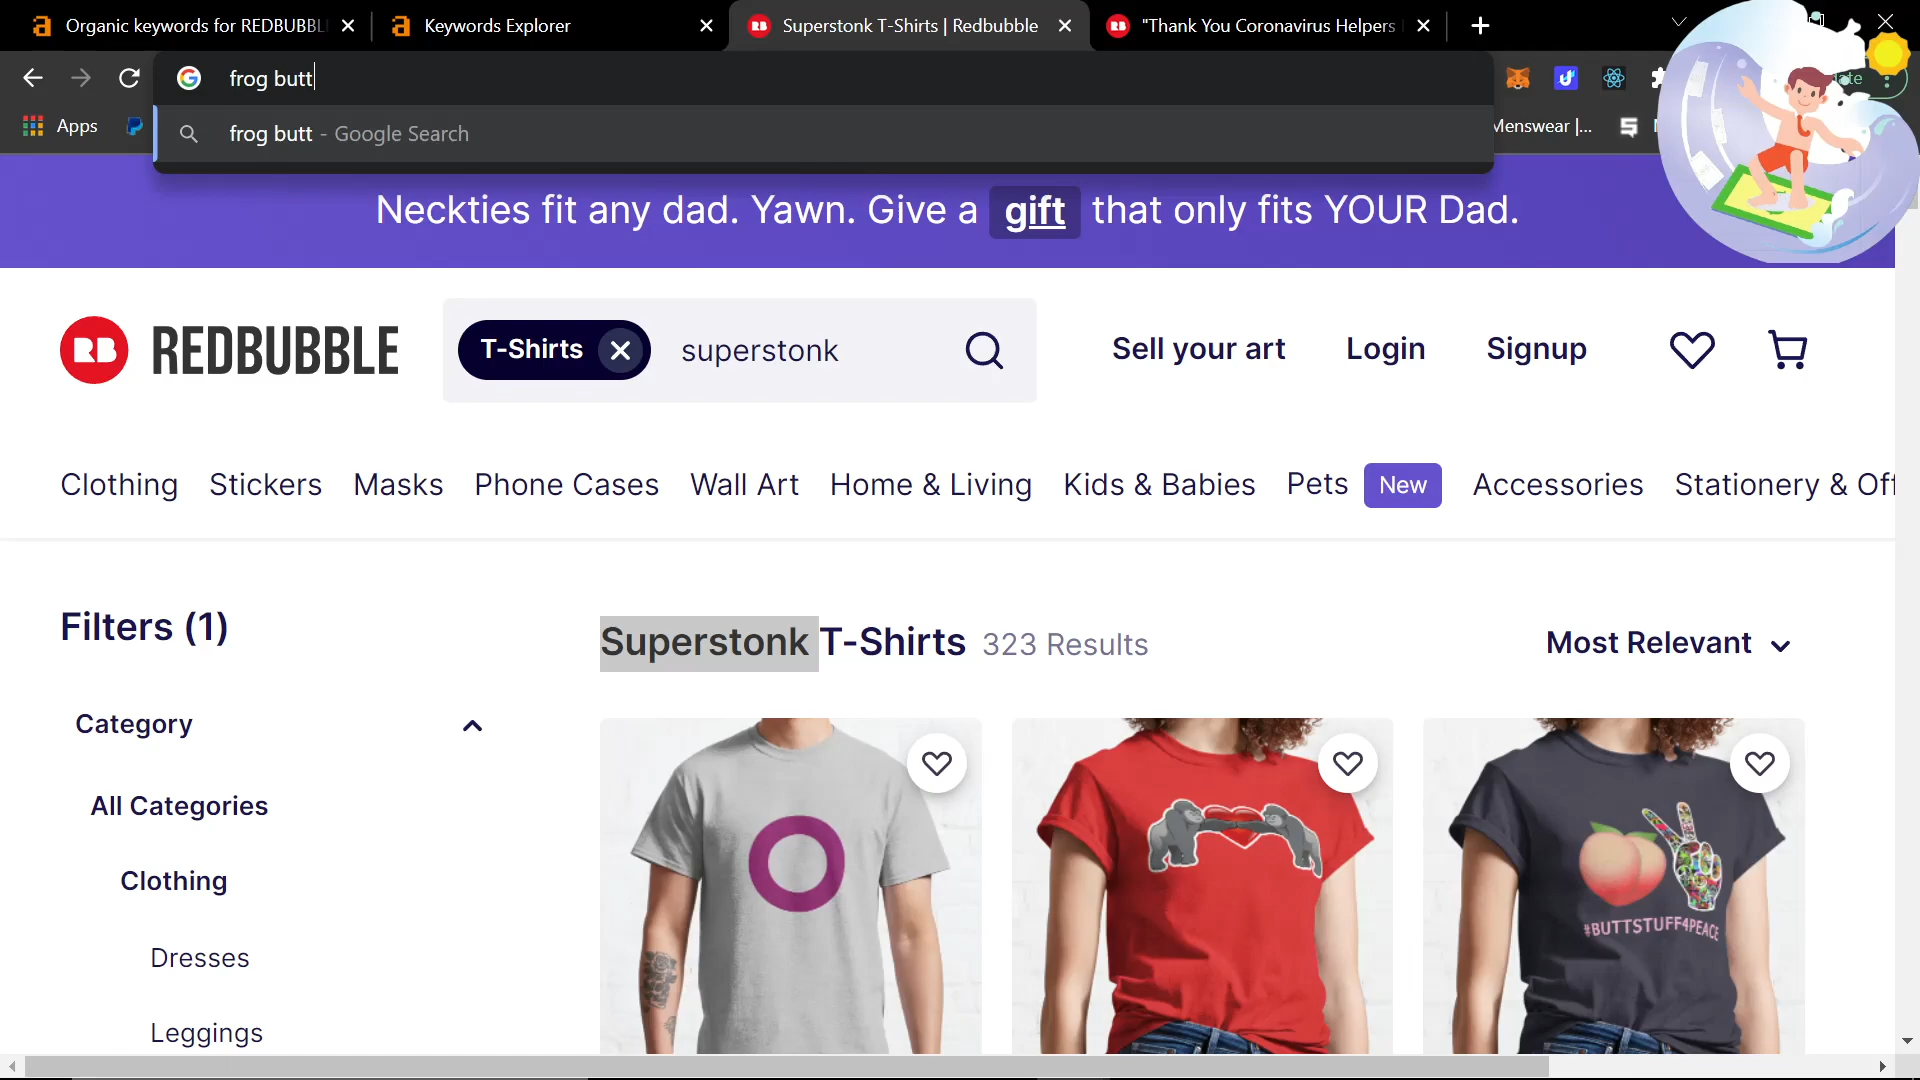 Organic keywords for REDBUBBL
Keywords Explorer
Superstonk T-Shirts | Redbubble
"Thank You Coronavirus Helpers
frog butt
frog butt - Google Search
Apps
Menswear |...
Neckties fit any dad. Yawn. Give a gift that only fits YOUR Dad.
RB REDBUBBLE
T-Shirts
superstonk
Sell your art
Login
Signup
Clothing
Stickers
Masks
Phone Cases
Wall Art
Home & Living
Kids & Babies
Pets
New
Accessories
Stationery & Off
Filters (1)
Superstonk T-Shirts 323 Results
Most Relevant
Category
All Categories
Clothing
Dresses
Leggings
#BUTTSTUFF4PEACE